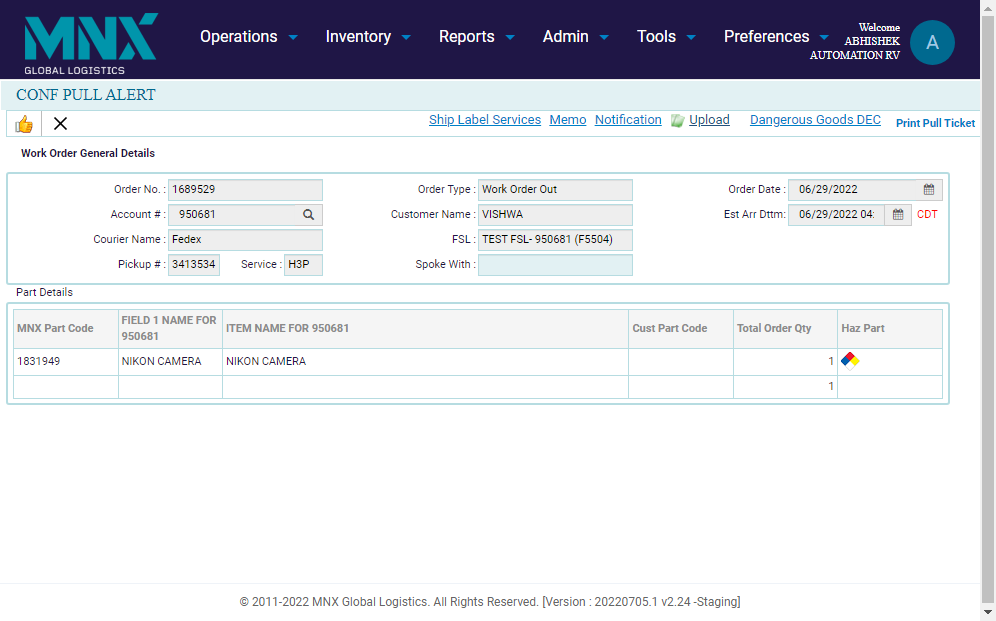 MNX
GLOBAL LOGISTICS
Operations Inventory Reports Admin Tools Preferences
Welcome
ABHISHEK
AUTOMATION RV
A
CONF PULL ALERT
Ship Label Services Memo Notification Upload Dangerous Goods DEC Print Pull Ticket
Work Order General Details
Order No. : 1689529 Order Type : Work Order Out Order Date : 06/29/2022
Account # : 950681 Customer Name : VISHWA Est Arr Dttm: 06/29/2022 04: CDT
Courier Name : Fedex FSL : TEST FSL- 950681 (F5504)
Pickup # : 3413534 Service : H3P Spoke With :
Part Details
MNX Part Code FIELD 1 NAME FOR 950681 ITEM NAME FOR 950681 Cust Part Code Total Order Qty Haz Part
1831949 NIKON CAMERA NIKON CAMERA 1
1
© 2011-2022 MNX Global Logistics. All Rights Reserved. [Version : 20220705.1 v2.24 -Staging]